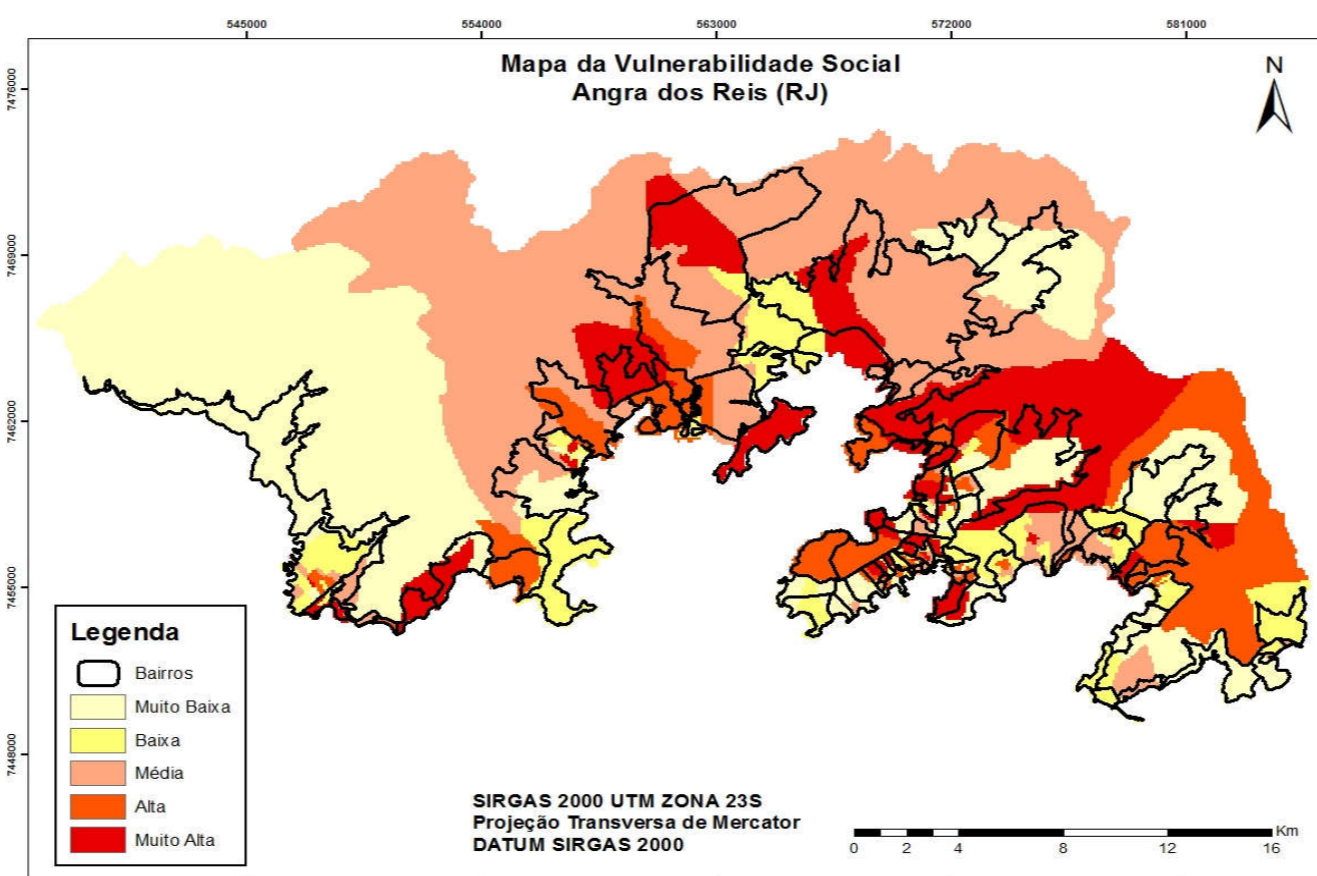 545000 554000 563000 572000 581000
Mapa da Vulnerabilidade Social
Angra dos Reis (RJ)
N
7476000
7469000
7462000
7455000
7448000
Legenda
Bairros
Muito Baixa
Baixa
Média
Alta
Muito Alta
SIRGAS 2000 UTM ZONA 23S
Projeção Transversa de Mercator
DATUM SIRGAS 2000
Km
0 2 4 8 12 16